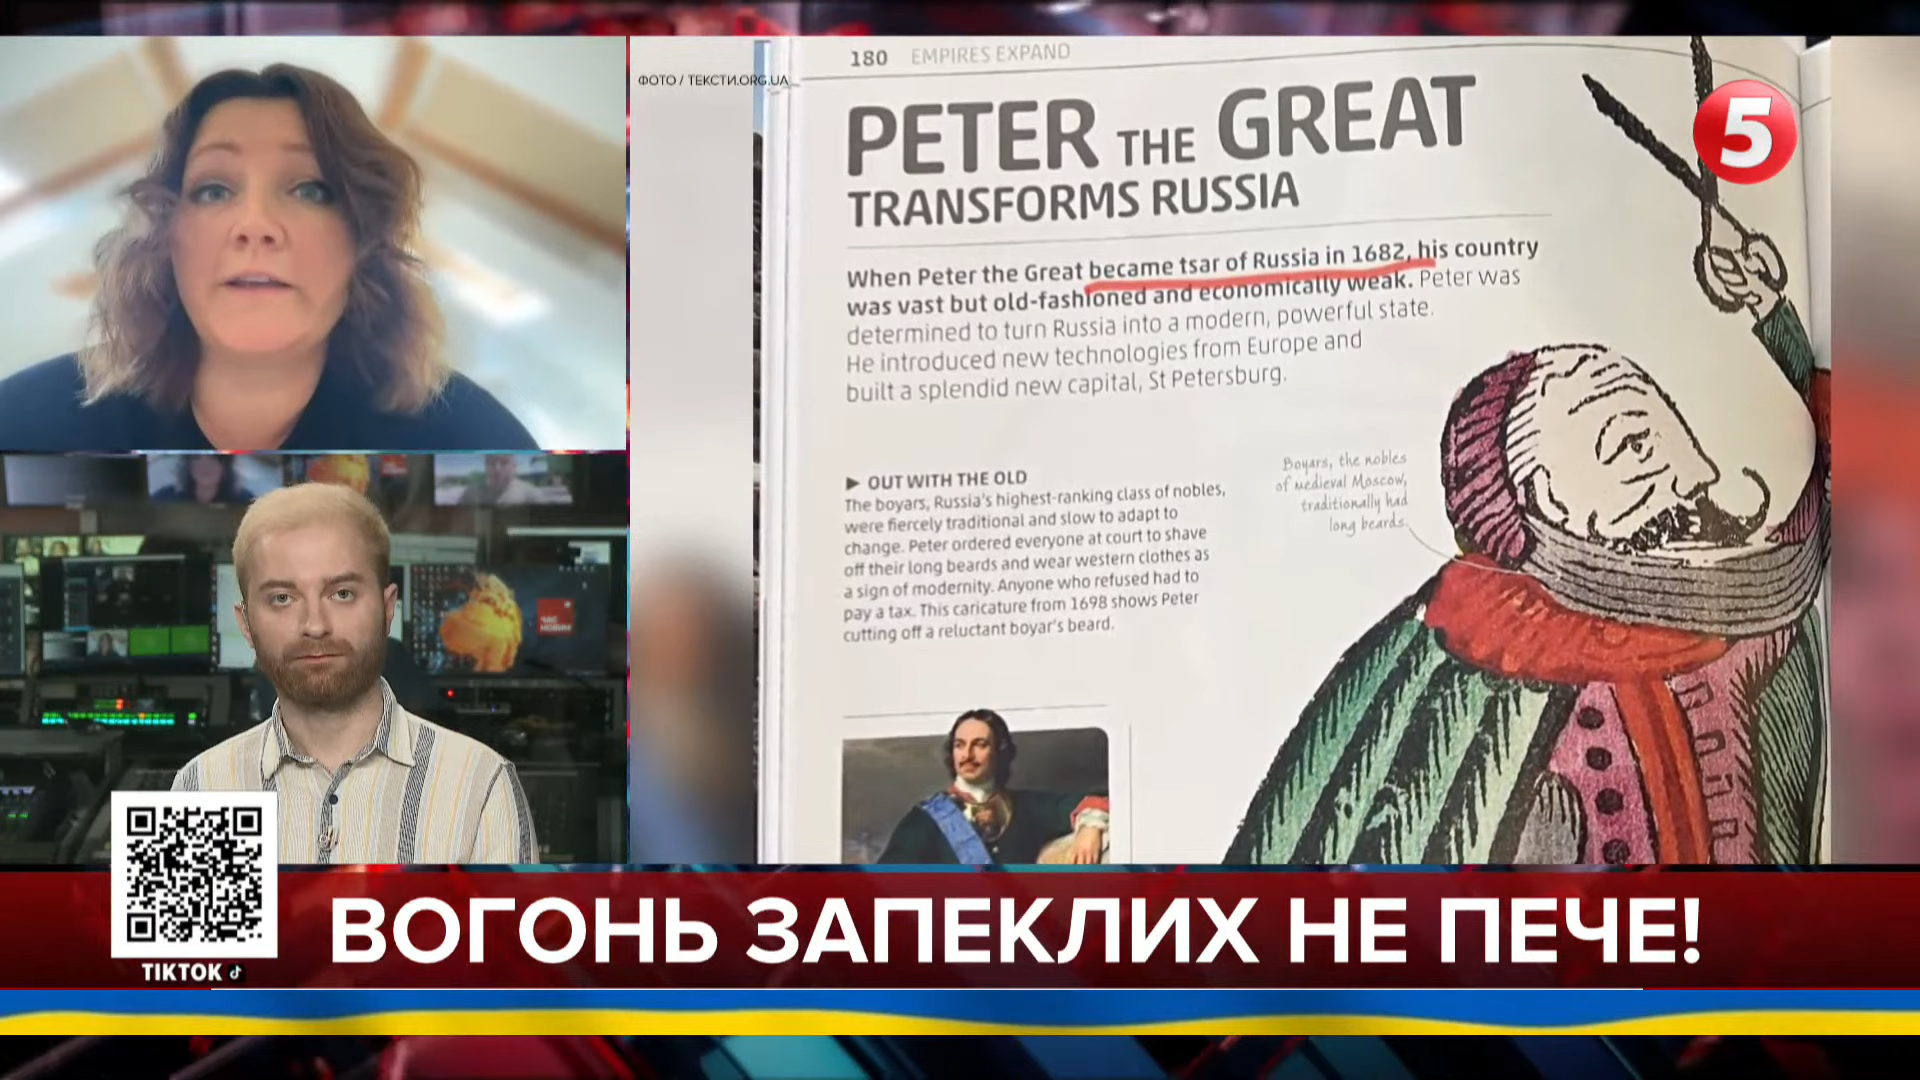 ФОТО / ТЕКСТИ.ORG.UA
180 EMPIRES EXPAND
5
PETER THE GREAT
TRANSFORMS RUSSIA
When Peter the Great became tsar of Russia in 1682, his country
was vast but old-fashioned and economically weak. Peter was
determined to turn Russia into a modern, powerful state.
He introduced new technologies from Europe and
built a splendid new capital, St Petersburg.
▶ OUT WITH THE OLD
The boyars, Russia's highest-ranking class of nobles,
were fiercely traditional and slow to adapt to
change. Peter ordered everyone at court to shave
off their long beards and wear western clothes as
a sign of modernity. Anyone who refused had to
pay a tax. This caricature from 1698 shows Peter
cutting off a reluctant boyar's beard.
Boyars, the nobles
of medieval Moscow,
traditionally had
long beards.
ЧАС
НОВИН
ВОГОНЬ ЗАПЕКЛИХ НЕ ПЕЧЕ!
TIKTOK